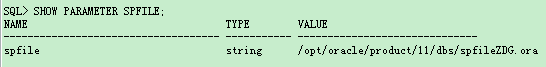 SQL> SHOW PARAMETER SPFILE;
NAME                                 TYPE        VALUE
------------------------------------ ----------- ------------------------------
spfile                               string      /opt/oracle/product/11/dbs/spfileZDG.ora